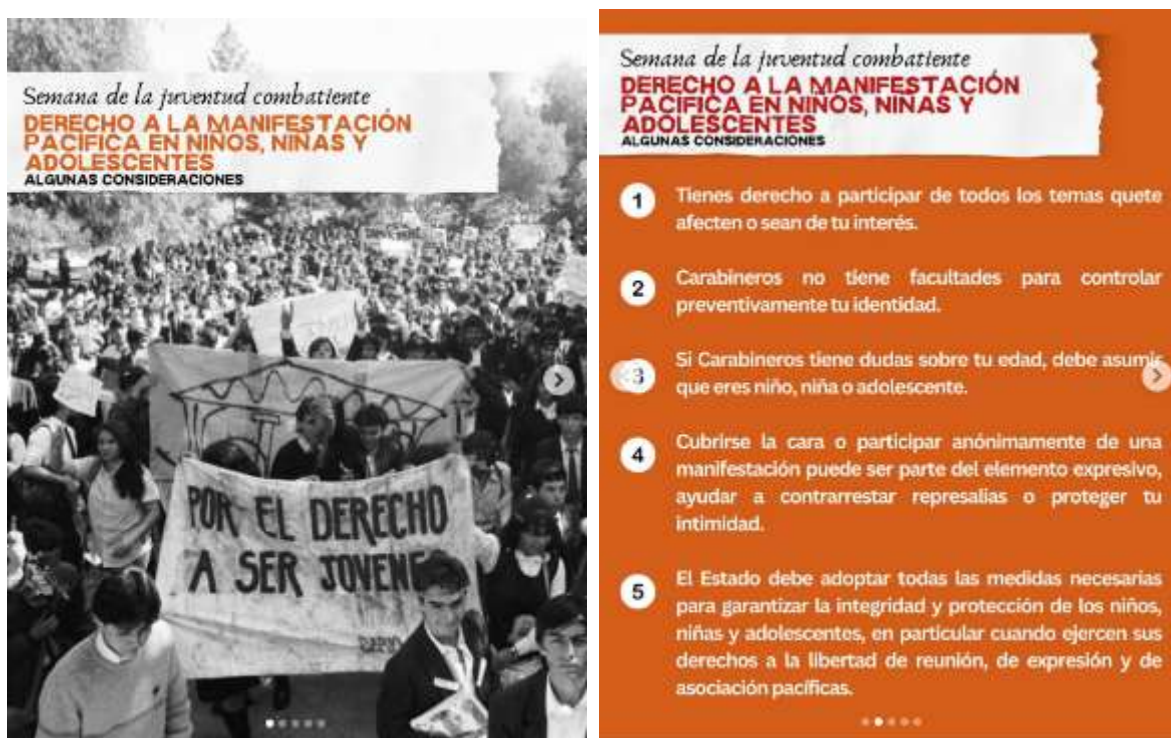 Semana de la juventud combatiente
DERECHO A LA MANIFESTACIÓN
PACIFICA EN NIÑOS, NIÑAS Y
ADOLESCENTES
ALGUNAS CONSIDERACIONES
POR EL DERECHO
A SER JOVENE
Semana de la juventud combatiente
DERECHO A LA MANIFESTACIÓN
PACIFICA EN NIÑOS, NIÑAS Y
ADOLESCENTES
ALGUNAS CONSIDERACIONES
1 Tienes derecho a participar de todos los temas quete
afecten o sean de tu interés.
2 Carabineros no tiene facultades para controlar
preventivamente tu identidad.
3 Si Carabineros tiene dudas sobre tu edad, debe asumir
que eres niño, niña o adolescente.
4 Cubrirse la cara o participar anónimamente de una
manifestación puede ser parte del elemento expresivo,
ayudar a contrarrestar represalias o proteger tu
intimidad.
5 El Estado debe adoptar todas las medidas necesarias
para garantizar la integridad y protección de los niños,
niñas y adolescentes, en particular cuando ejercen sus
derechos a la libertad de reunión, de expresión y de
asociación pacíficas.